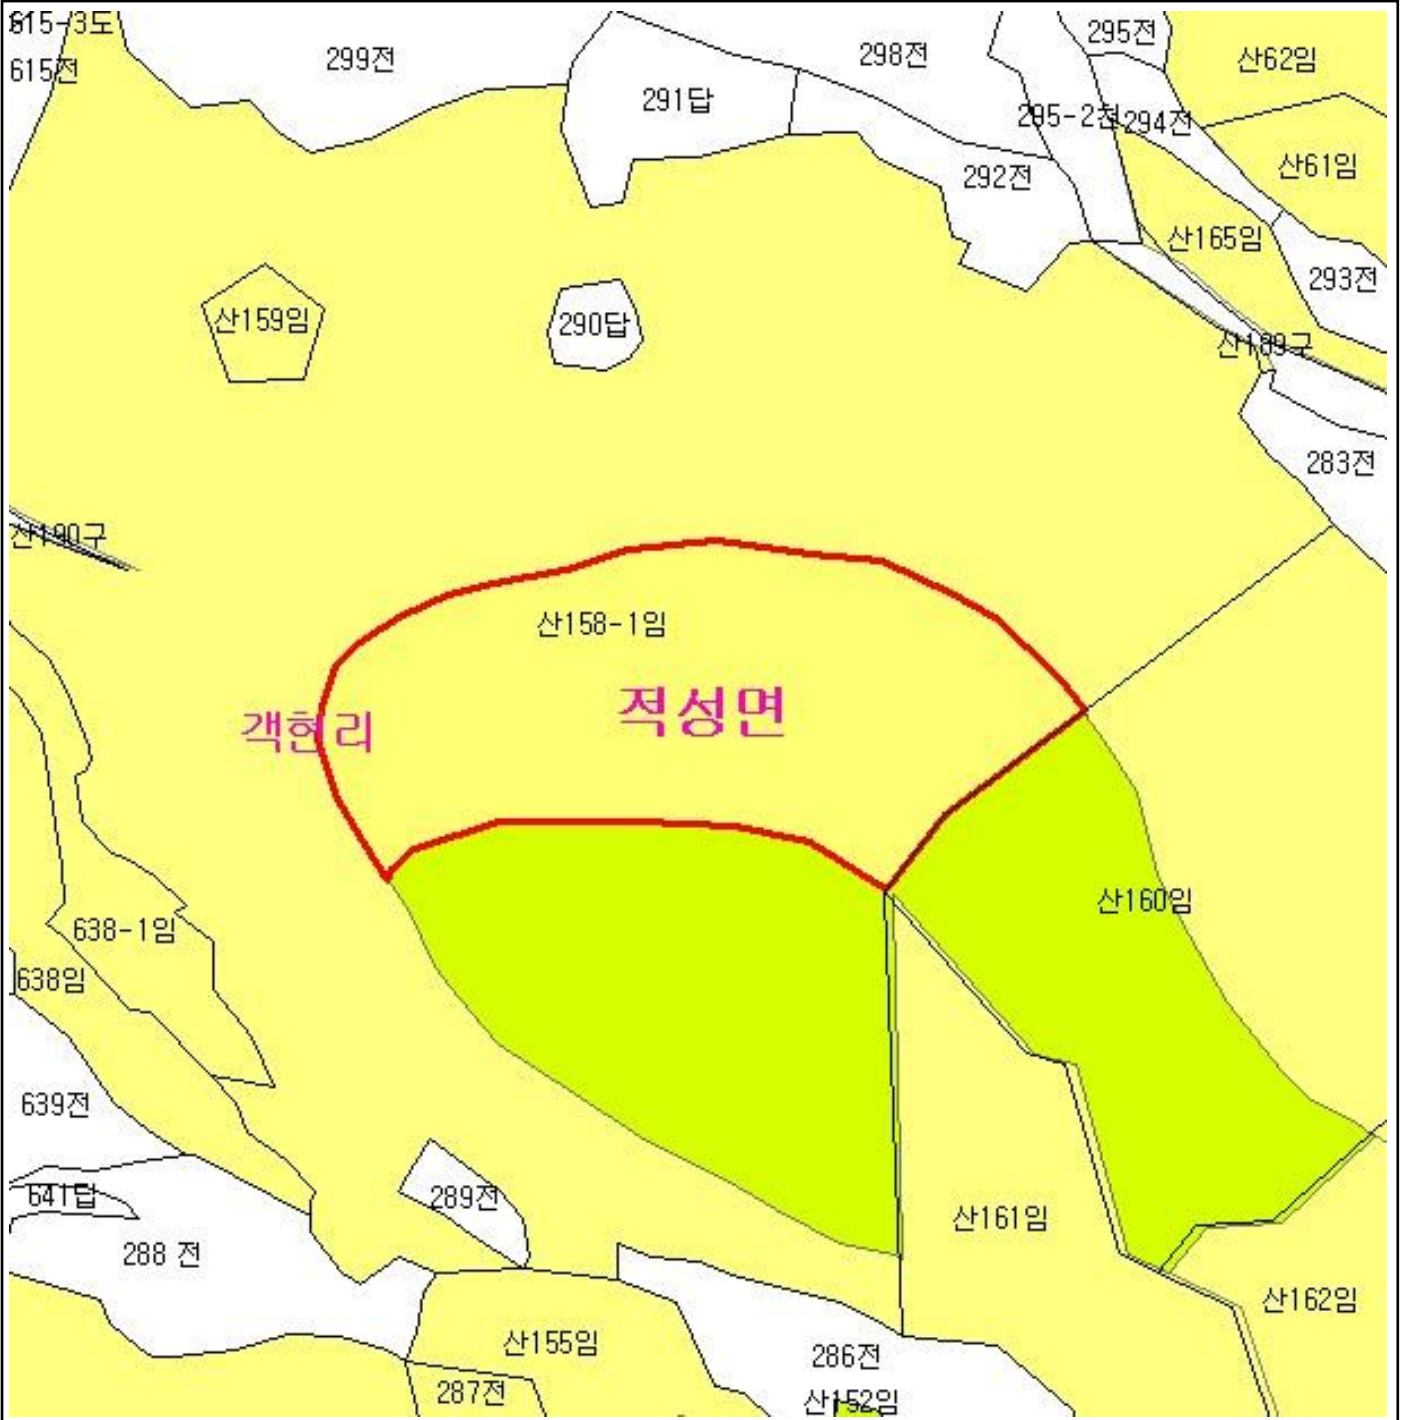 615-3도
299전
298전
295전
산62임
615전
291답
295-2전
294전
292전
산61임
산165임
293전
산159임
290답
산189구
283전
산190구
산158-1임
적성면
객현리
산160임
638-1임
638임
639전
641답
289전
288 전
산161임
산162임
산155임
286전
287전
산152임